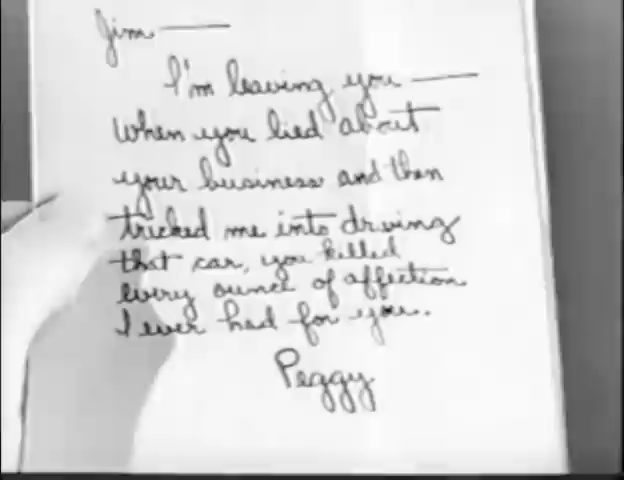 Jim —
I'm leaving you —
When you lied about
your business and then
tricked me into driving
that car, you killed
every ounce of affection
I ever had for you.
Peggy